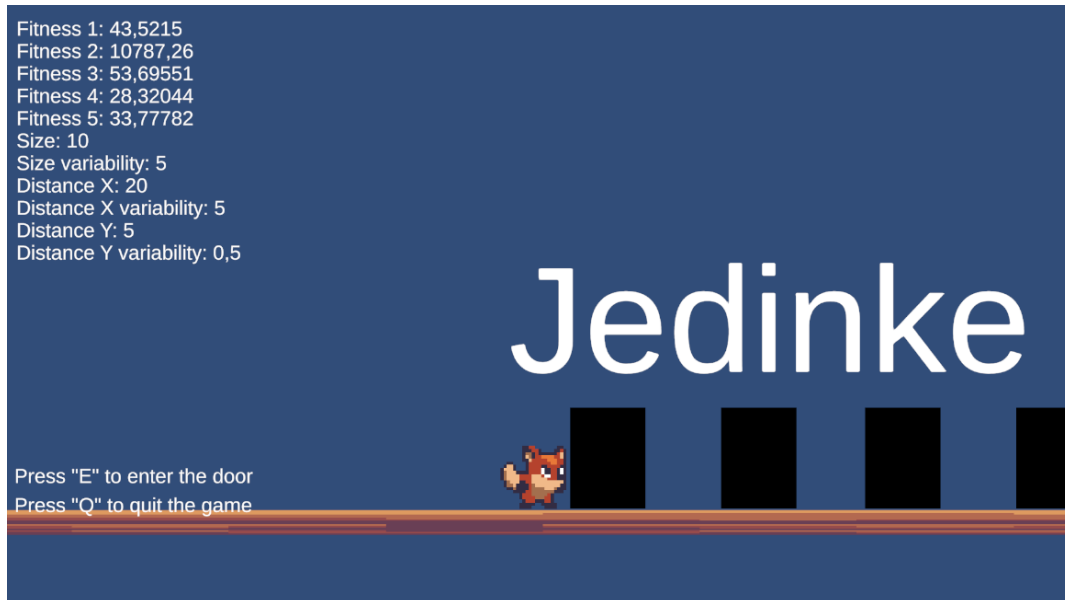 Fitness 1: 43,5215
Fitness 2: 10787,26
Fitness 3: 53,69551
Fitness 4: 28,32044
Fitness 5: 33,77782
Size: 10
Size variability: 5
Distance X: 20
Distance X variability: 5
Distance Y: 5
Distance Y variability: 0,5
Jedinke
Press "E" to enter the door
Press "Q" to quit the game